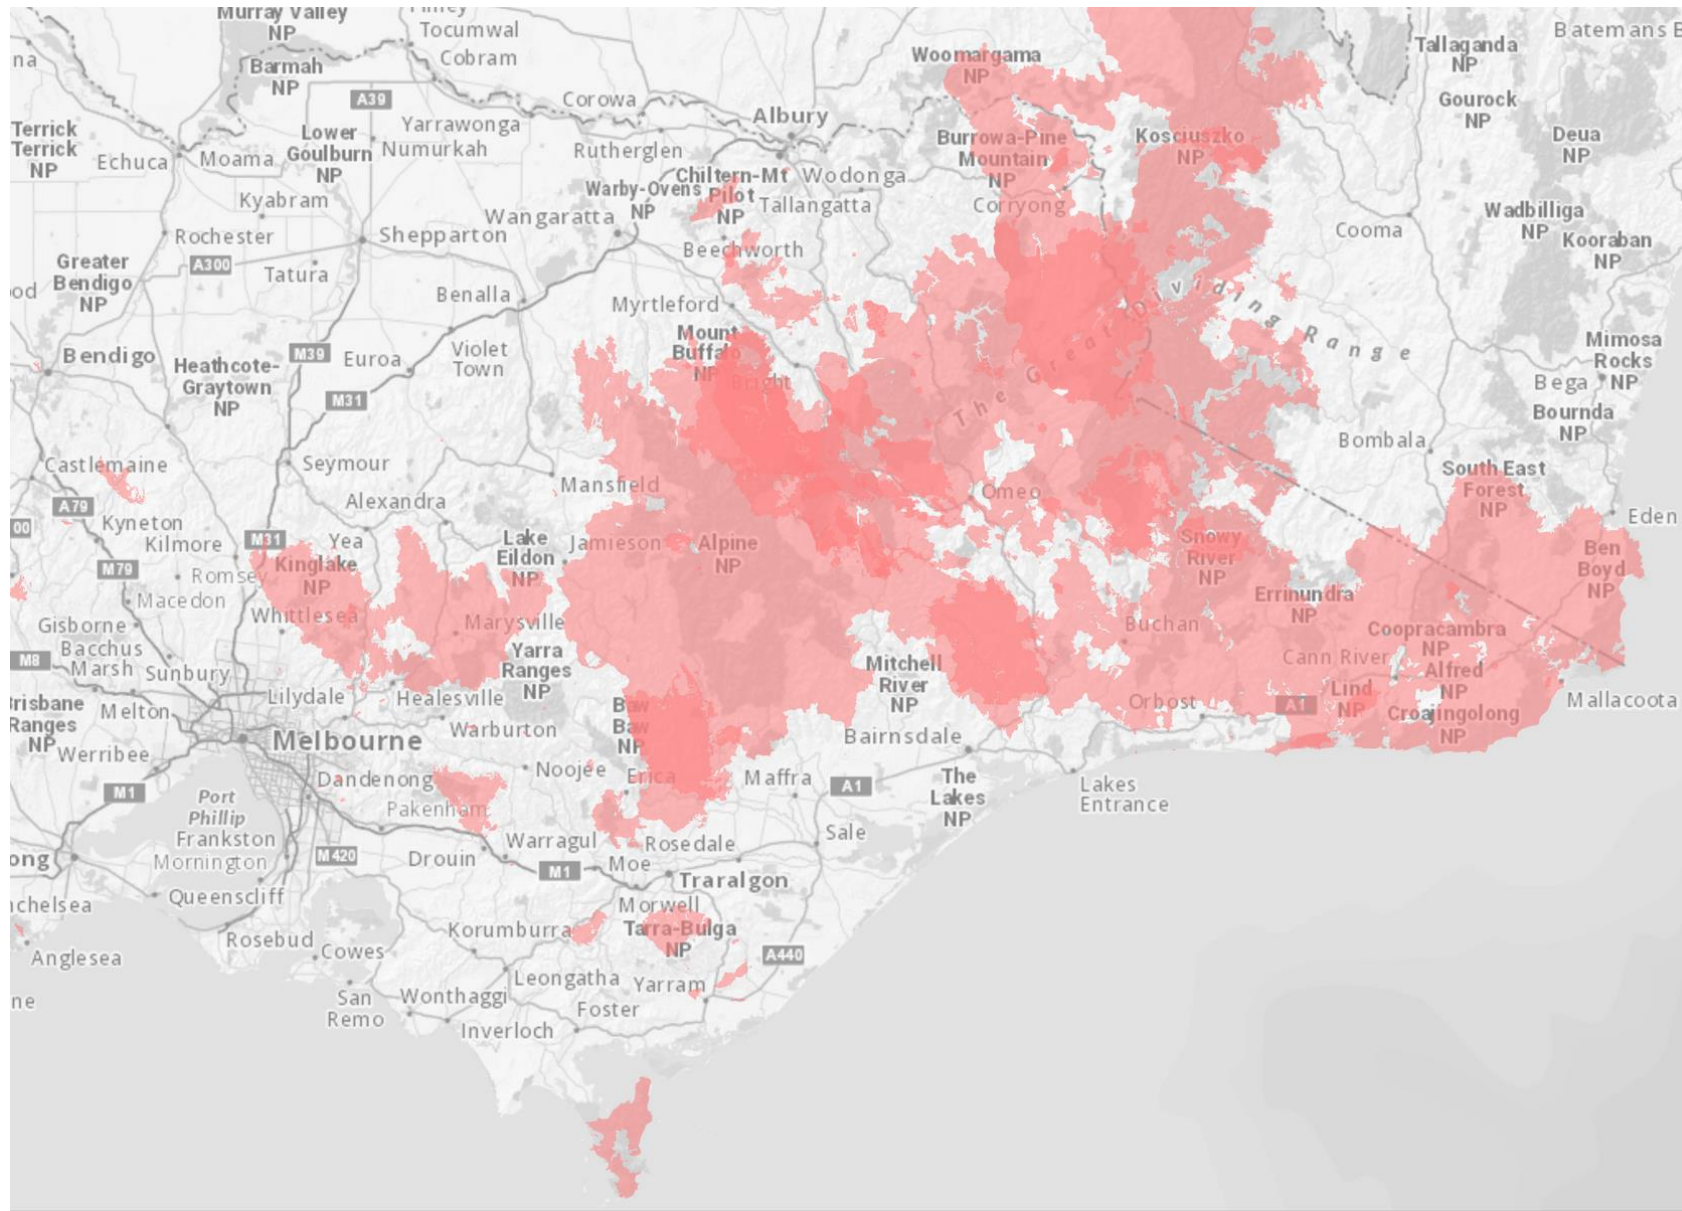 Murray Valley
NP
Tocumwal
Cobram
Barmah
NP
na
A39
Corowa
Albury
Woomargama
NP
Tallaganda
NP
Batemans
Gourock
NP
Deua
NP
Terrick
Terrick
NP
Echuca
Moama
Lower
Goulburn
NP
Yarrawonga
Numurkah
Rutherglen
Burrowa-Pine
Mountain
NP
Kosciuszko
NP
Wodonga
Chiltern-Mt
Pilot
NP
Warby-Ovens
NP
Tallangatta
Corryong
Kyabram
Wangaratta
Rochester
Shepparton
Beechworth
Cooma
Wadbilliga
NP
Kooraban
NP
Greater
Bendigo
NP
A300
Tatura
ood
Benalla
Myrtleford
The Great Dividing Range
Bendigo
Heathcote-
Graytown
NP
M39
Euroa
Violet
Town
Mount
Buffalo
NP
Bright
Mimosa
Rocks
NP
Bega
Bournda
NP
M31
Bombala
Castlemaine
Seymour
Mansfield
Omeo
South East
Forest
NP
A79
00
Kyneton
Kilmore
Alexandra
Yea
M31
Kinglake
NP
Lake
Eildon
NP
Jamieson
Alpine
NP
Snowy
River
NP
Eden
Ben
Boyd
NP
M79
Romsey
Macedon
Whittlesea
Marysville
Errinundra
NP
Gisborne
Bacchus
Marsh
M8
Sunbury
Yarra
Ranges
NP
Mitchell
River
NP
Buchan
Coopracambra
NP
Cann River
Alfred
NP
Lind
NP
Croajingolong
NP
Mallacoota
Orbost
A1
Brisbane
Ranges
NP
Melton
Lilydale
Healesville
Warburton
Baw
Baw
NP
Werribee
Melbourne
Bairnsdale
Noojee
Erica
Maffra
A1
The
Lakes
NP
Lakes
Entrance
M1
Dandenong
Pakenham
Port
Phillip
Frankston
Mornington
M420
Drouin
Warragul
M1
Moe
Rosedale
Sale
ong
Traralgon
Queenscliff
Morwell
nchelsea
Rosebud
Cowes
Korumburra
Tarra-Bulga
NP
A440
Anglesea
Leongatha
Yarram
ne
San
Remo
Wonthaggi
Foster
Inverloch